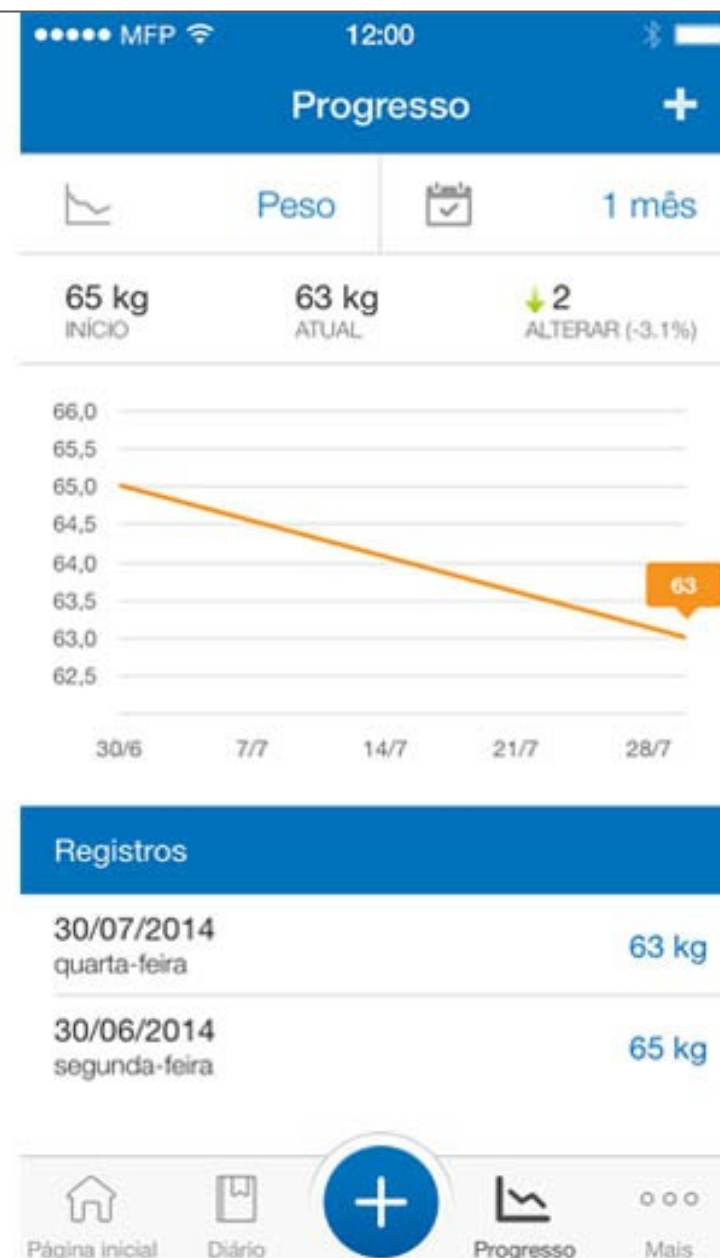 MFP 12:00
Progresso +
Peso 1 mês
65 kg 63 kg 2
INÍCIO ATUAL ALTERAR (-3.1%)
66,0
65,5
65,0
64,5
64,0
63,5
63
63,0
62,5
30/6 7/7 14/7 21/7 28/7
Registros
30/07/2014
quarta-feira
63 kg
30/06/2014
segunda-feira
65 kg
+
Página inicial Diário Progresso Mais